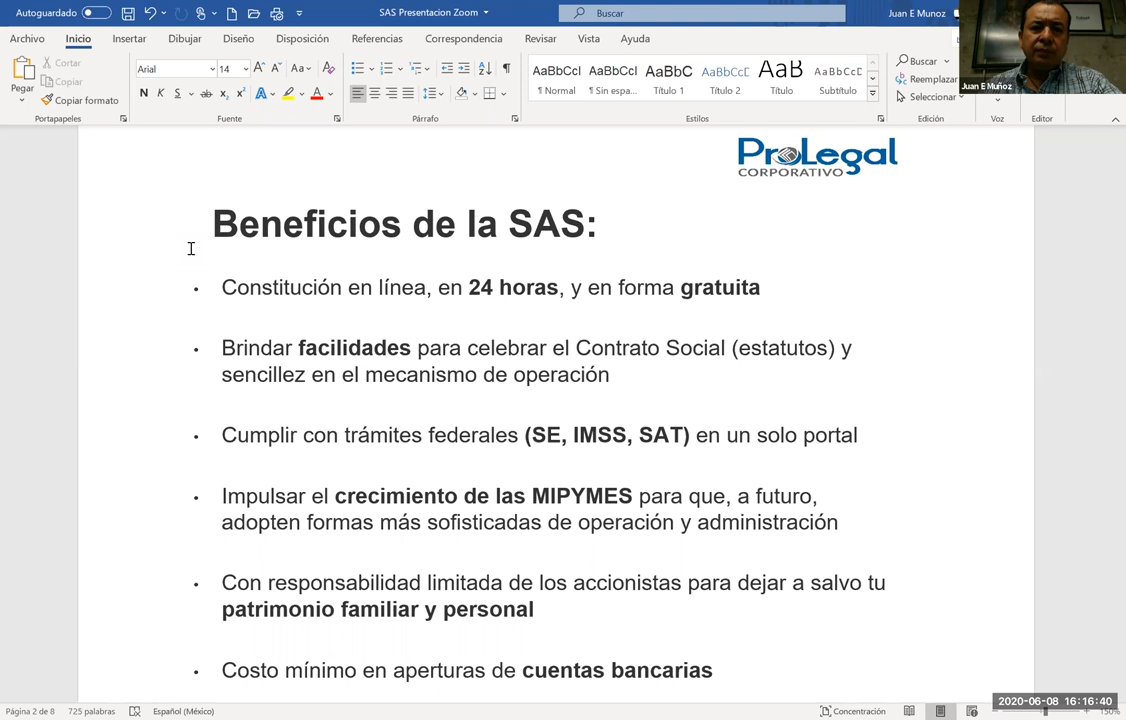 Autoguardado
SAS Presentacion Zoom
Buscar
Juan E Munoz
Archivo Inicio Insertar Dibujar Diseño Disposición Referencias Correspondencia Revisar Vista Ayuda
Pegar
Cortar
Copiar
Copiar formato
Portapapeles
Arial 14
Aa
N K S ab x₂ x² A A
Fuente
Párrafo
AaBbCcI AaBbCcI AaBbC AaBbCcC AaB AaBbCcD
¶ Normal ¶ Sin espa... Título 1 Título 2 Título Subtítulo
Estilos
Buscar
Reemplazar
Seleccionar
Edición
Voz
Editor
Juan E Muñoz
ProLegal
CORPORATIVO
Beneficios de la SAS:
• Constitución en línea, en 24 horas, y en forma gratuita
• Brindar facilidades para celebrar el Contrato Social (estatutos) y
sencillez en el mecanismo de operación
• Cumplir con trámites federales (SE, IMSS, SAT) en un solo portal
• Impulsar el crecimiento de las MIPYMES para que, a futuro,
adopten formas más sofisticadas de operación y administración
• Con responsabilidad limitada de los accionistas para dejar a salvo tu
patrimonio familiar y personal
• Costo mínimo en aperturas de cuentas bancarias
2020-06-08 16:16:40
Página 2 de 8 725 palabras Español (México) Concentración 150%